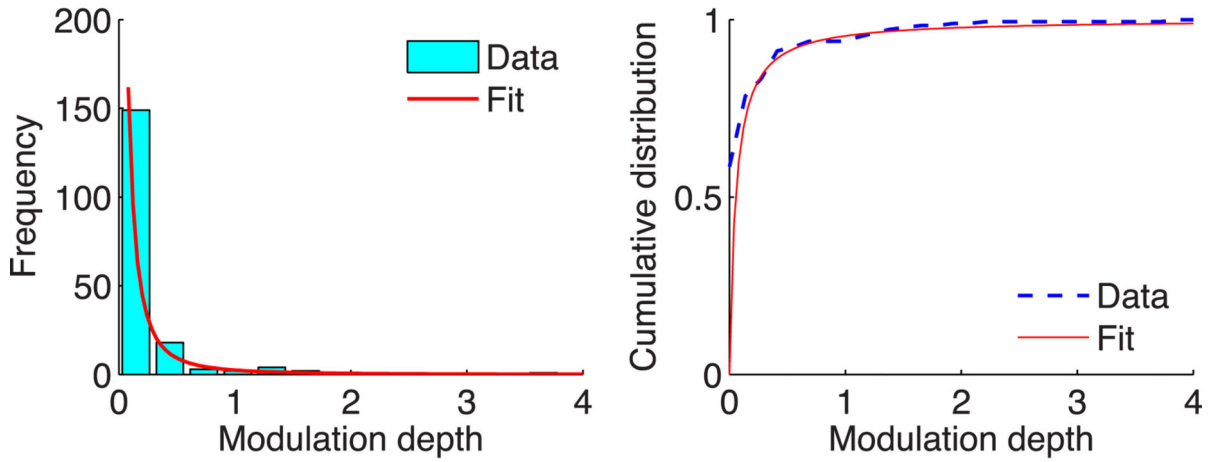 200
150
100
50
0
Frequency
Data
Fit
0 1 2 3 4
Modulation depth
1
0.5
0
Cumulative distribution
Data
Fit
0 1 2 3 4
Modulation depth